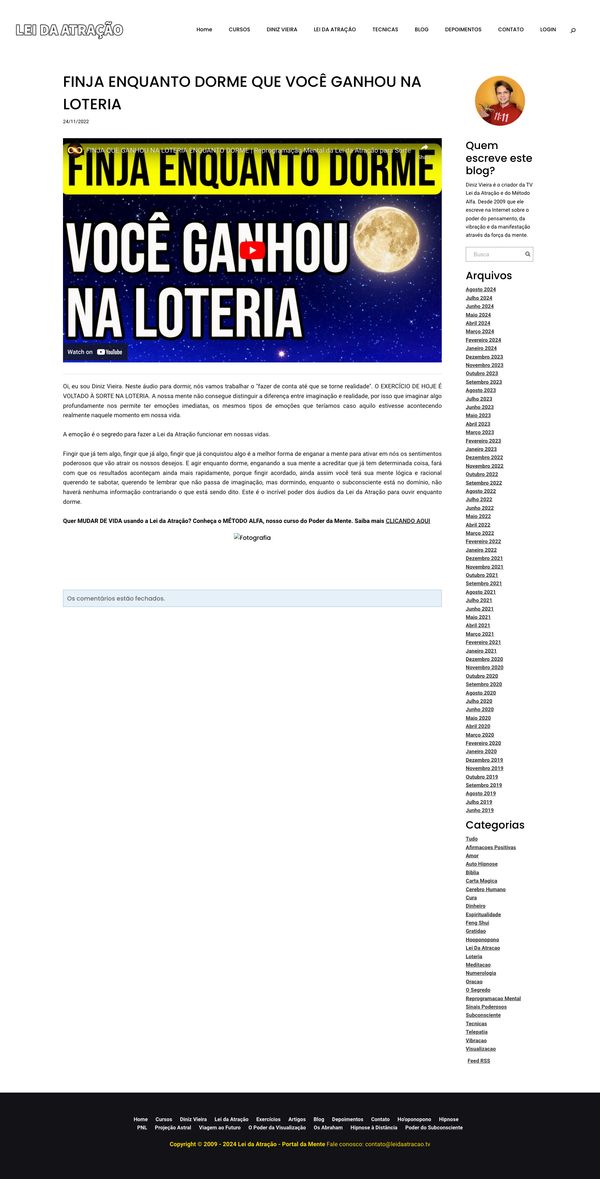 LEI DA ATRAÇÃO
Home CURSOS DINIZ VIEIRA LEI DA ATRAÇÃO TECNICAS BLOG DEPOIMENTOS CONTATO LOGIN
FINJA ENQUANTO DORME QUE VOCÊ GANHOU NA
LOTERIA
24/11/2022
FINJA QUE GANHOU NA LOTERIA ENQUANTO DORME | Reprogramação Mental da Lei da Atração para Sorte
FINJA ENQUANTO DORME
VOCÊ GANHOU
NA LOTERIA
Watch on YouTube
Oi, eu sou Diniz Vieira. Neste áudio para dormir, nós vamos trabalhar o "fazer de conta até que se torne realidade". O EXERCÍCIO DE HOJE É
VOLTADO À SORTE NA LOTERIA. A nossa mente não consegue distinguir a diferença entre imaginação e realidade, por isso que imaginar algo
profundamente nos permite ter emoções imediatas, os mesmos tipos de emoções que teríamos caso aquilo estivesse acontecendo
realmente naquele momento em nossa vida.
A emoção é o segredo para fazer a Lei da Atração funcionar em nossas vidas.
Fingir que já tem algo, fingir que já algo, fingir que já conquistou algo é a melhor forma de enganar a mente para ativar em nós os sentimentos
poderosos que vão atrair os nossos desejos. E agir enquanto dorme, enganando a sua mente a acreditar que já tem determinada coisa, fará
com que os resultados aconteçam ainda mais rapidamente, porque fingir acordado, ainda assim você terá sua mente lógica e racional
querendo te sabotar, querendo te lembrar que não passa de imaginação, mas dormindo, enquanto o subconsciente está no domínio, não
haverá nenhuma informação contrariando o que está sendo dito. Este é o incrível poder dos áudios da Lei da Atração para ouvir enquanto
dorme.
Quer MUDAR DE VIDA usando a Lei da Atração? Conheça o MÉTODO ALFA, nosso curso do Poder da Mente. Saiba mais CLICANDO AQUI
Fotografia
Os comentários estão fechados.
11:11
Quem
escreve este
blog?
Diniz Vieira é o criador da TV
Lei da Atração e do Método
Alfa. Desde 2009 que ele
escreve na Internet sobre o
poder do pensamento, da
vibração e da manifestação
através da força da mente.
Busca
Arquivos
Agosto 2024
Julho 2024
Junho 2024
Maio 2024
Abril 2024
Março 2024
Fevereiro 2024
Janeiro 2024
Dezembro 2023
Novembro 2023
Outubro 2023
Setembro 2023
Agosto 2023
Julho 2023
Junho 2023
Maio 2023
Abril 2023
Março 2023
Fevereiro 2023
Janeiro 2023
Dezembro 2022
Novembro 2022
Outubro 2022
Setembro 2022
Agosto 2022
Julho 2022
Junho 2022
Maio 2022
Abril 2022
Março 2022
Fevereiro 2022
Janeiro 2022
Dezembro 2021
Novembro 2021
Outubro 2021
Setembro 2021
Agosto 2021
Julho 2021
Junho 2021
Maio 2021
Abril 2021
Março 2021
Fevereiro 2021
Janeiro 2021
Dezembro 2020
Novembro 2020
Outubro 2020
Setembro 2020
Agosto 2020
Julho 2020
Junho 2020
Maio 2020
Abril 2020
Março 2020
Fevereiro 2020
Janeiro 2020
Dezembro 2019
Novembro 2019
Outubro 2019
Setembro 2019
Agosto 2019
Julho 2019
Junho 2019
Categorias
Tudo
Afirmacoes Positivas
Amor
Auto Hipnose
Biblia
Carta Magica
Cerebro Humano
Cura
Dinheiro
Espiritualidade
Feng Shui
Gratidao
Hooponopono
Lei Da Atracao
Loteria
Meditacao
Numerologia
Oracao
O Segredo
Reprogramacao Mental
Sinais Poderosos
Subconsciente
Tecnicas
Telepatia
Vibracao
Visualizacao
Feed RSS
Home Cursos Diniz Vieira Lei da Atração Exercícios Artigos Blog Depoimentos Contato Ho'oponopono Hipnose
PNL Projeção Astral Viagem ao Futuro O Poder da Visualização Os Abraham Hipnose à Distância Poder do Subconsciente
Copyright © 2009 - 2024 Lei da Atração - Portal da Mente Fale conosco: contato@leidaatracao.tv